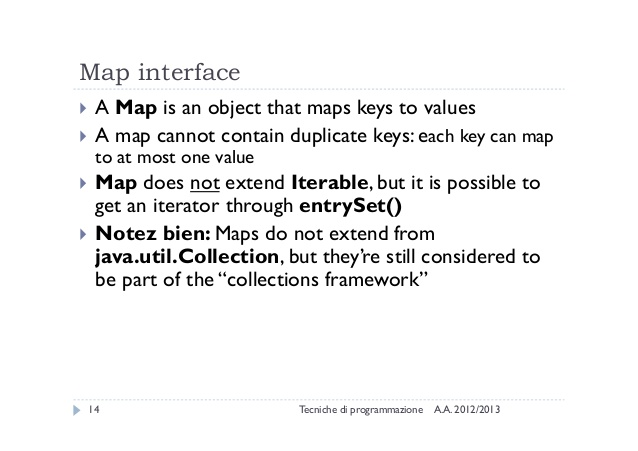 Map interface
A Map is an object that maps keys to values
A map cannot contain duplicate keys: each key can map
to at most one value
Map does not extend Iterable, but it is possible to
get an iterator through entrySet()
Notez bien: Maps do not extend from
java.util.Collection, but they’re still considered to
be part of the “collections framework”
14 Tecniche di programmazione A.A. 2012/2013